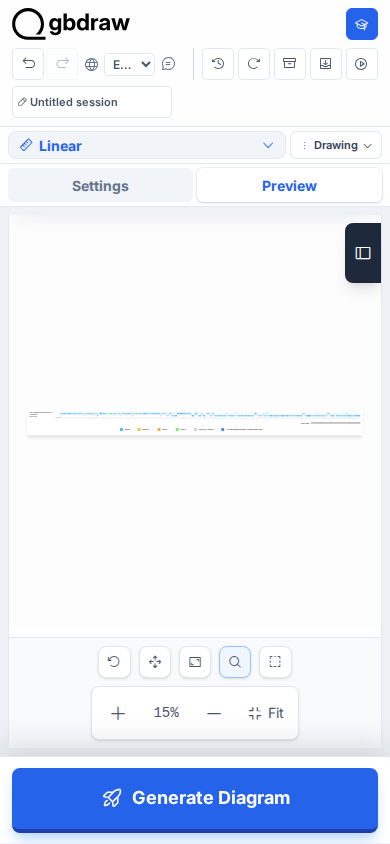 gbdraw
E...
Untitled session
Linear
Drawing
Settings
Preview
15%
Fit
Generate Diagram